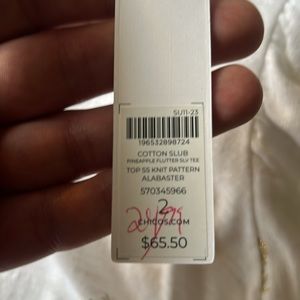 SU11-23
196532898724
COTTON SLUB
PINEAPPLE FLUTTER SLV TEE
TOP SS KNIT PATTERN
ALABASTER
570345966
2
CHICOS.COM
$65.50